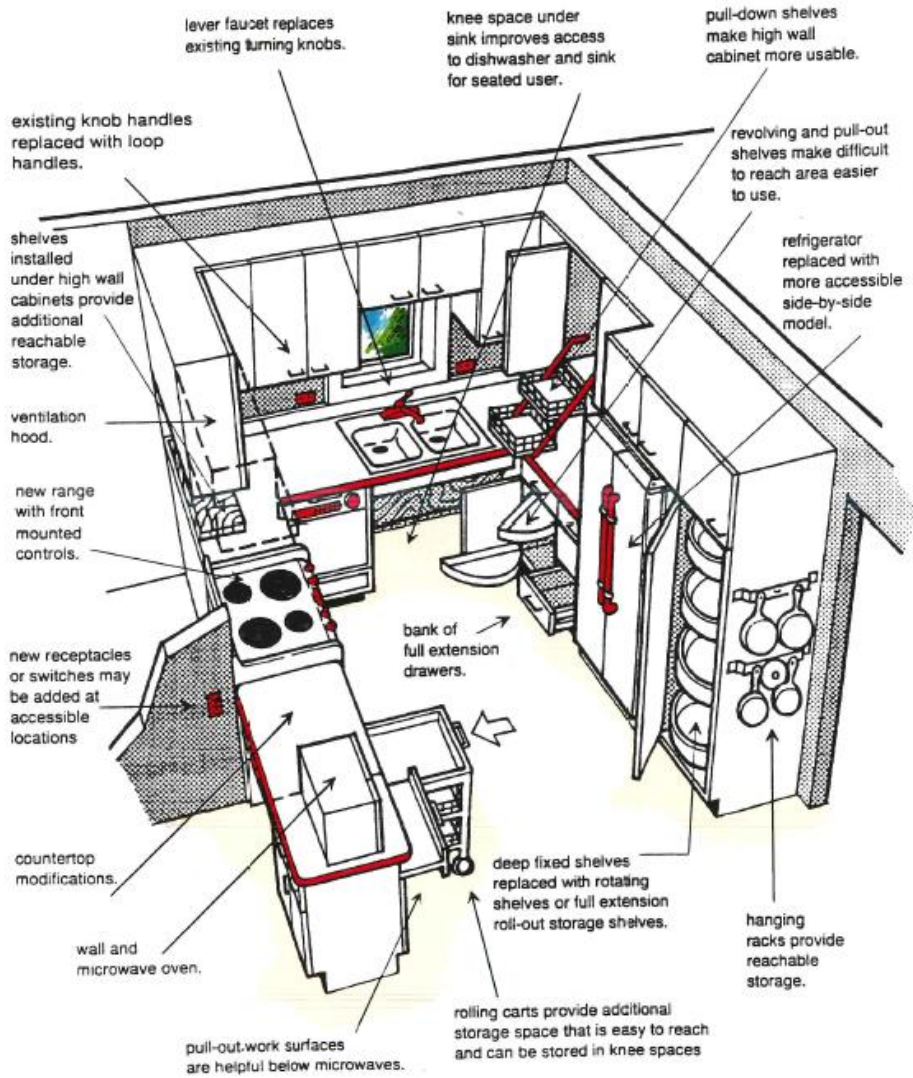 lever faucet replaces
existing turning knobs.
knee space under
sink improves access
to dishwasher and sink
for seated user.
pull-down shelves
make high wall
cabinet more usable.
existing knob handles
replaced with loop
handles.
revolving and pull-out
shelves make difficult
to reach area easier
to use.
shelves
installed
under high wall
cabinets provide
additional
reachable
storage.
refrigerator
replaced with
more accessible
side-by-side
model.
ventilation
hood.
new range
with front
mounted
controls.
bank of
full extension
drawers.
new receptacles
or switches may
be added at
accessible
locations
countertop
modifications.
deep fixed shelves
replaced with rotating
shelves or full extension
roll-out storage shelves.
hanging
racks provide
reachable
storage.
wall and
microwave oven.
rolling carts provide additional
storage space that is easy to reach
and can be stored in knee spaces
pull-out work surfaces
are helpful below microwaves.